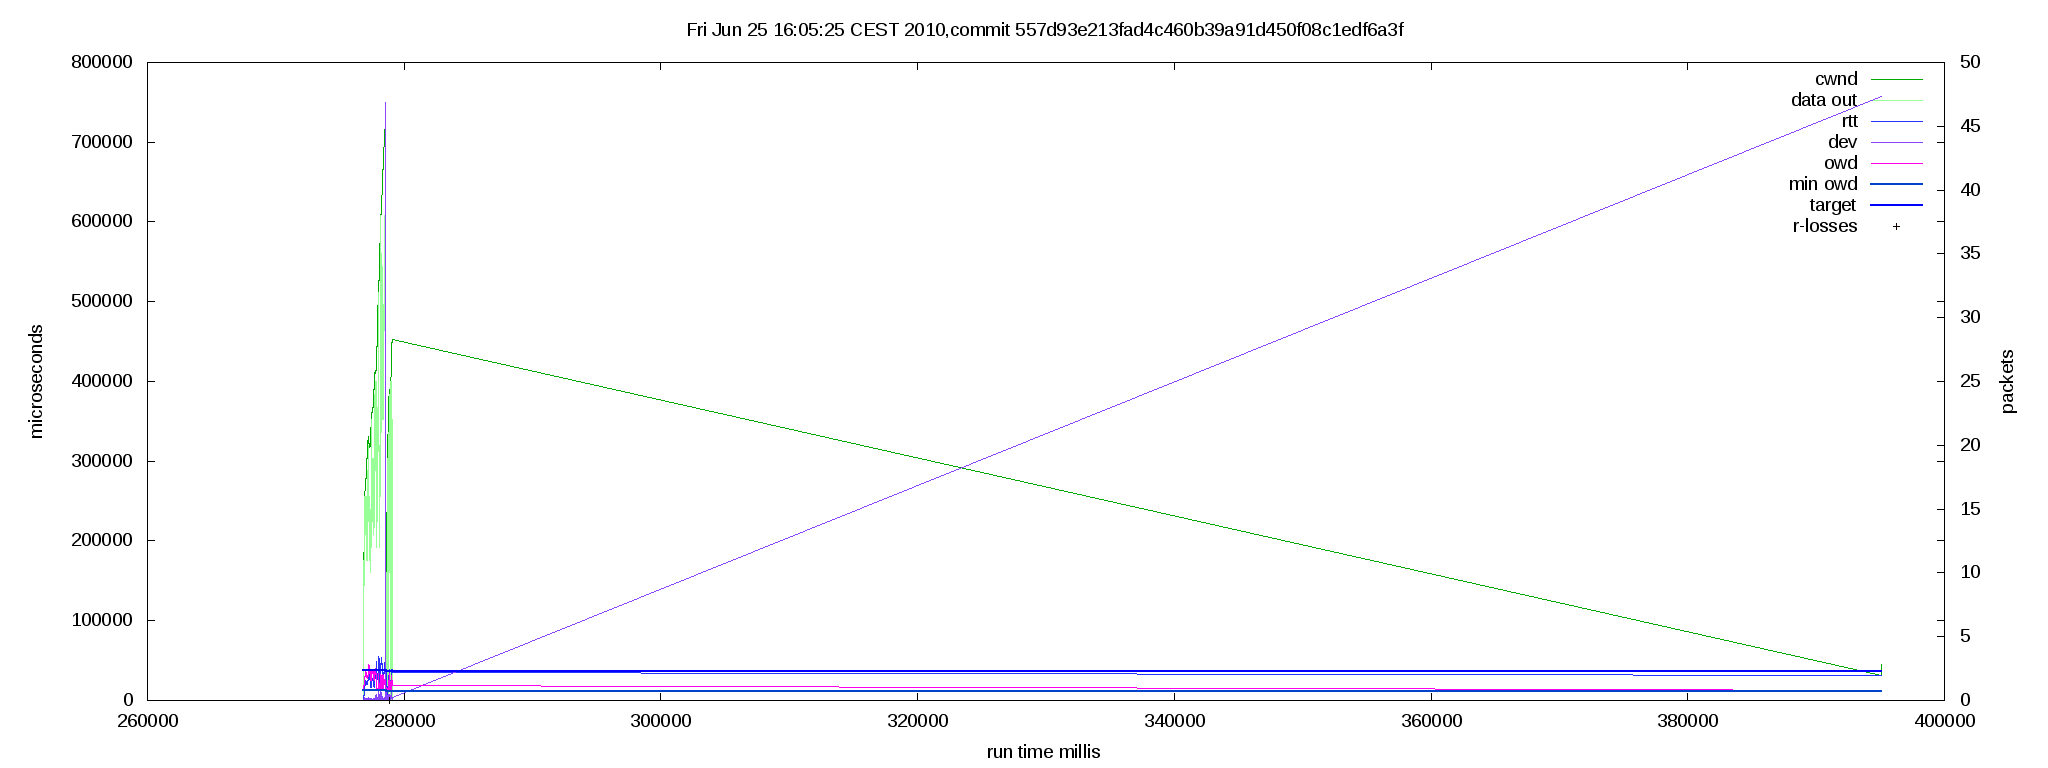 Fri Jun 25 16:05:25 CEST 2010,commit 557d93e213fad4c460b39a91d450f08c1edf6a3f
800000
700000
600000
500000
400000
300000
200000
100000
0
microseconds
50
45
40
35
30
25
20
15
10
5
0
packets
cwnd
data out
rtt
dev
owd
min owd
target
r-losses
260000 280000 300000 320000 340000 360000 380000 400000
run time millis